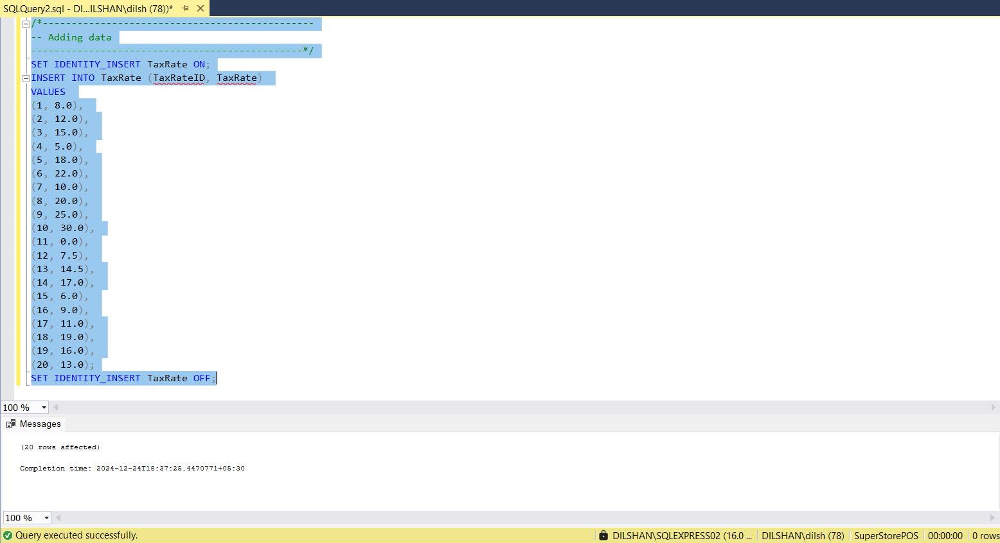 SQLQuery2.sql - DI...ILSHAN\dilsh (78))*
/*-----------------------------------------------
-- Adding data
-----------------------------------------------*/
SET IDENTITY_INSERT TaxRate ON;
INSERT INTO TaxRate (TaxRateID, TaxRate)
VALUES
(1, 8.0),
(2, 12.0),
(3, 15.0),
(4, 5.0),
(5, 18.0),
(6, 22.0),
(7, 10.0),
(8, 20.0),
(9, 25.0),
(10, 30.0),
(11, 0.0),
(12, 7.5),
(13, 14.5),
(14, 17.0),
(15, 6.0),
(16, 9.0),
(17, 11.0),
(18, 19.0),
(19, 16.0),
(20, 13.0);
SET IDENTITY_INSERT TaxRate OFF;
100 %
Messages
(20 rows affected)
Completion time: 2024-12-24T18:37:25.4470771+05:30
100 %
Query executed successfully. DILSHAN\SQLEXPRESS02 (16.0 ... DILSHAN\dilsh (78) SuperStorePOS 00:00:00 0 rows